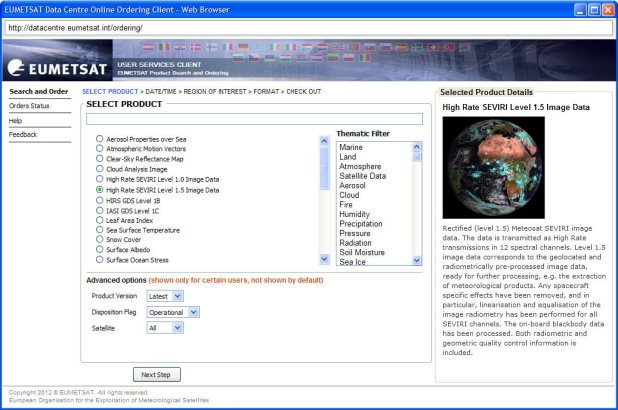 EUMETSAT Data Centre Online Ordering Client - Web Browser
http://datacentre.eumetsat.int/ordering/
EUMETSAT
USER SERVICES CLIENT
EUMETSAT Product Search and Ordering
Search and Order
Orders Status
Help
Feedback
SELECT PRODUCT > DATE/TIME > REGION OF INTEREST > FORMAT > CHECK OUT
SELECT PRODUCT
Aerosol Properties over Sea
Atmospheric Motion Vectors
Clear-Sky Reflectance Map
Cloud Analysis Image
High Rate SEVIRI Level 1.0 Image Data
High Rate SEVIRI Level 1.5 Image Data
HIRS GDS Level 1B
IASI GDS Level 1C
Leaf Area Index
Sea Surface Temperature
Snow Cover
Surface Albedo
Surface Ocean Stress
Thematic Filter
Marine
Land
Atmosphere
Satellite Data
Aerosol
Cloud
Fire
Humidity
Precipitation
Pressure
Radiation
Soil Moisture
Sea Ice
Advanced options (shown only for certain users, not shown by default)
Product Version Latest
Disposition Flag Operational
Satellite All
Next Step
Selected Product Details
High Rate SEVIRI Level 1.5 Image Data
Rectified (level 1.5) Meteosat SEVIRI image
data. The data is transmitted as High Rate
transmissions in 12 spectral channels. Level 1.5
image data corresponds to the geolocated and
radiometrically pre-processed image data,
ready for further processing, e.g. the extraction
of meteorological products. Any spacecraft
specific effects have been removed, and in
particular, linearisation and equalisation of the
image radiometry has been performed for all
SEVIRI channels. The on-board blackbody data
has been processed. Both radiometric and
geometric quality control information is
included.
Copyright 2012 © EUMETSAT. All rights reserved.
European Organisation for the Exploitation of Meteorological Satellites